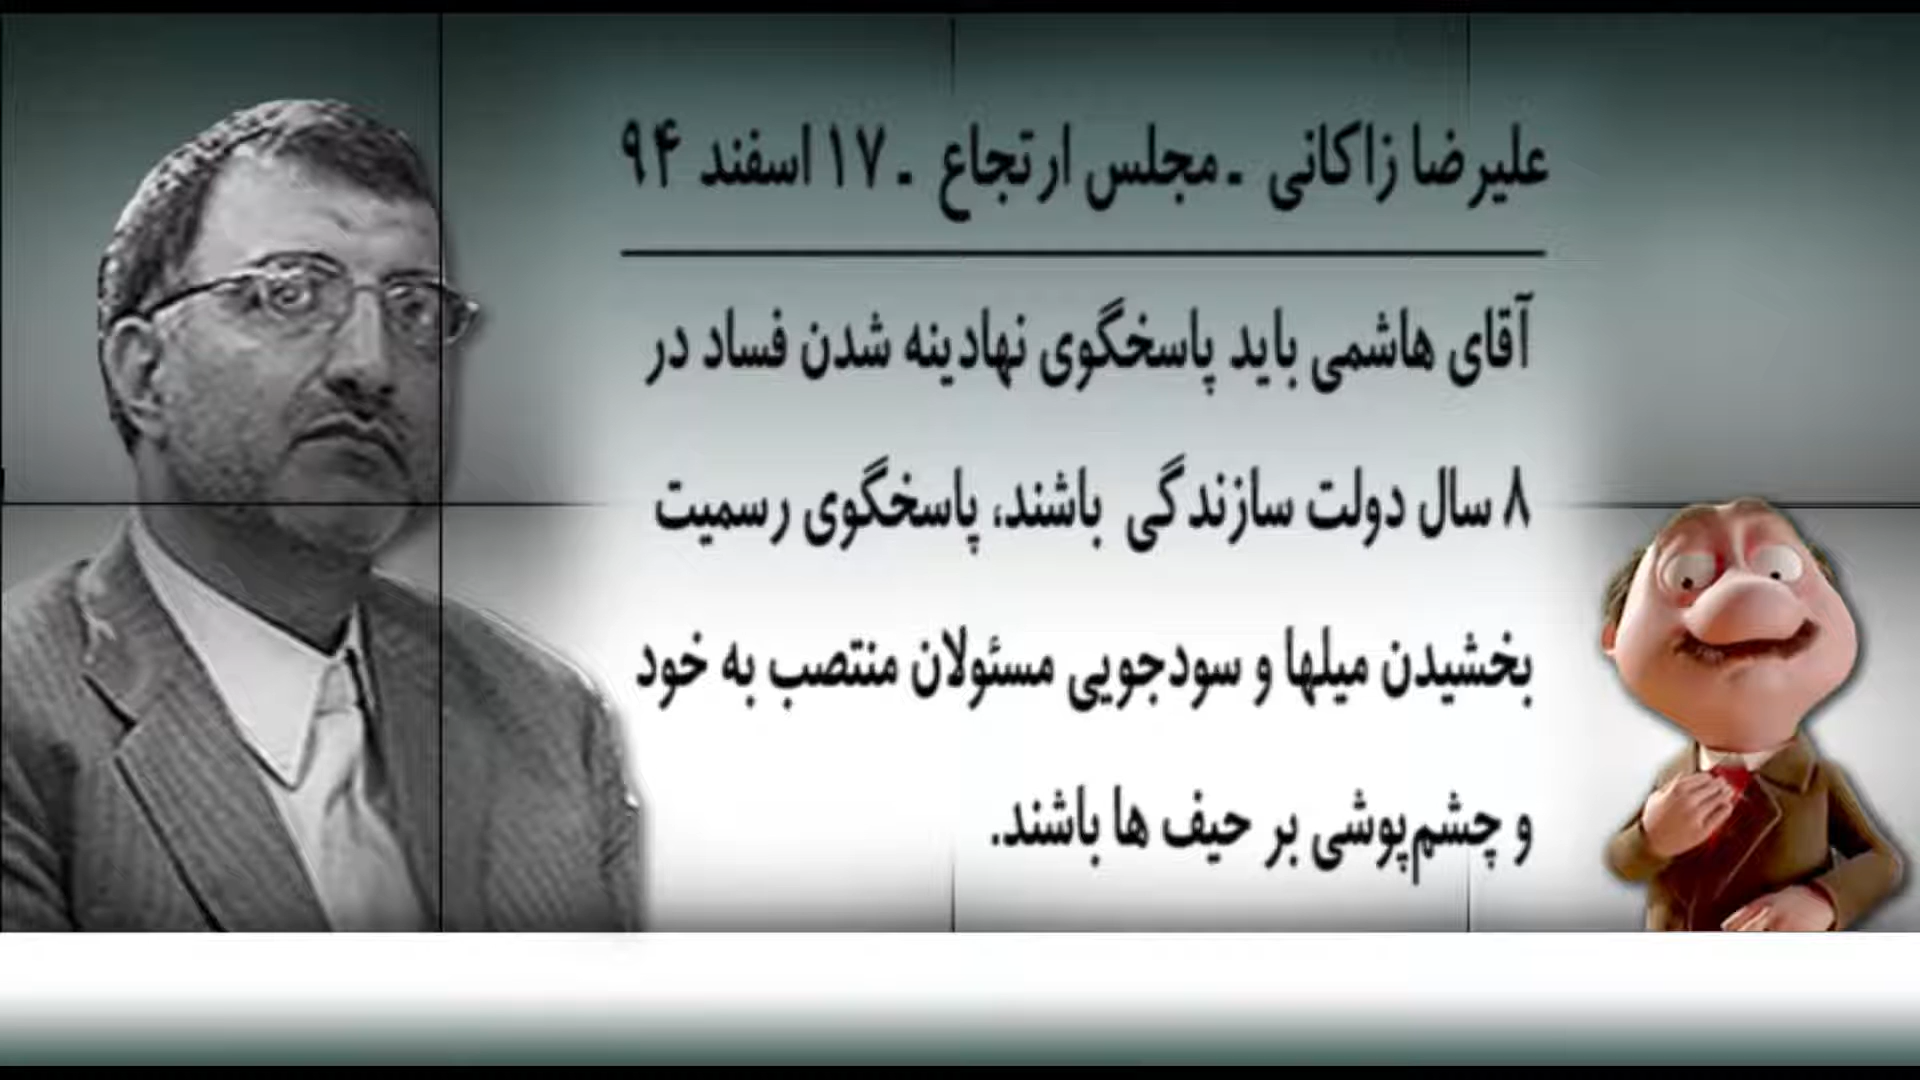 علیرضا زاکانی - مجلس ارتجاع - ۱۷ اسفند ۹۴
آقای هاشمی باید پاسخگوی نهادینه شدن فساد در
۸ سال دولت سازندگی باشند، پاسخگوی رسمیت
بخشیدن میلها و سودجویی مسئولان منتصب به خود
و چشم‌پوشی بر حیف ها باشند.